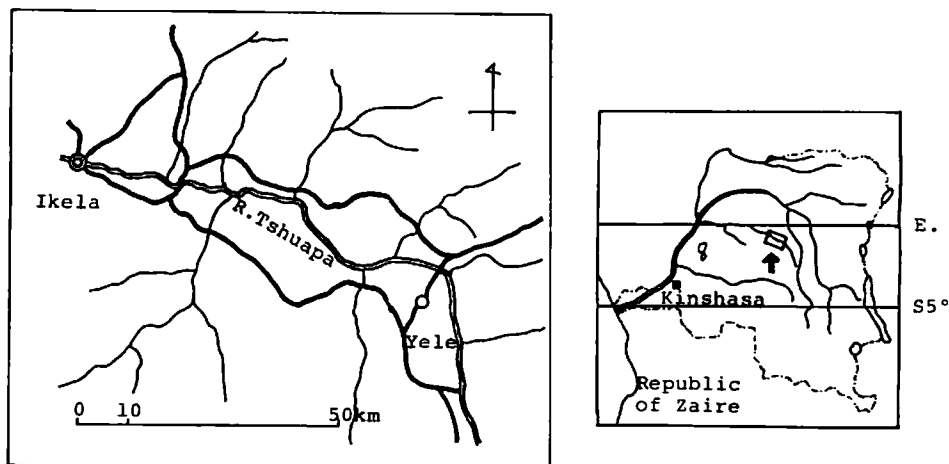 Ikela
R.Tshuapa
Yele
0 10 50km
E.
Kinshasa
S5°
Republic
of Zaire